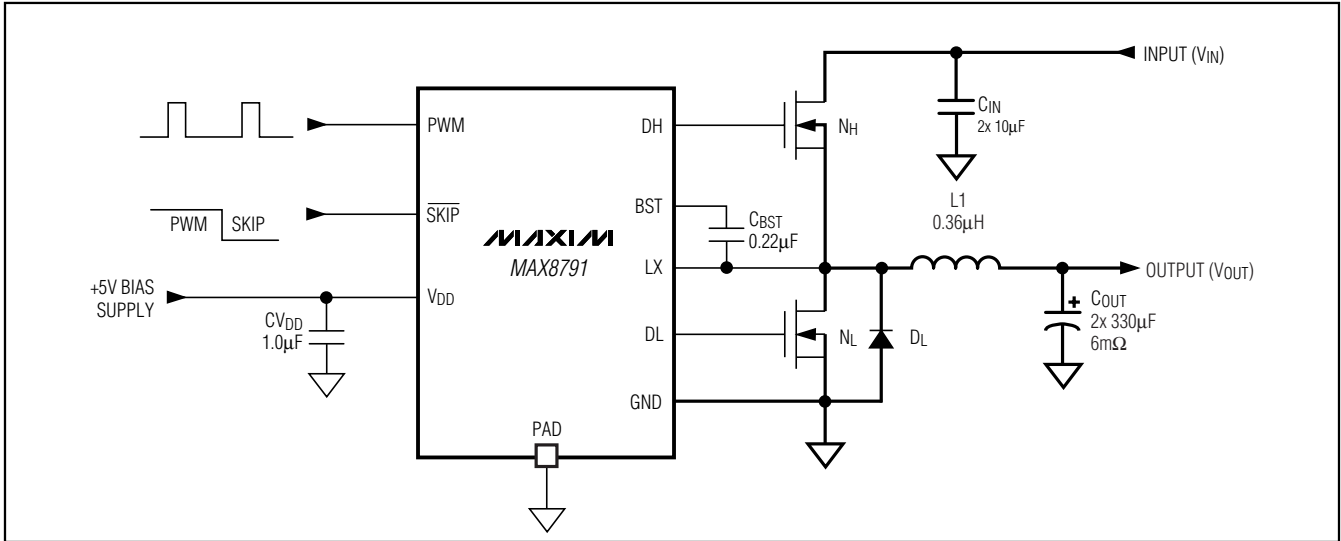 INPUT (VIN)
CIN
2x 10µF
PWM
DH
NH
L1
0.36µH
BST
CBST
0.22µF
PWM
SKIP
SKIP
MAXIM
MAX8791
LX
OUTPUT (VOUT)
+5V BIAS
SUPPLY
VDD
CVDD
1.0µF
DL
NL
DL
+
COUT
2x 330µF
6mΩ
GND
PAD